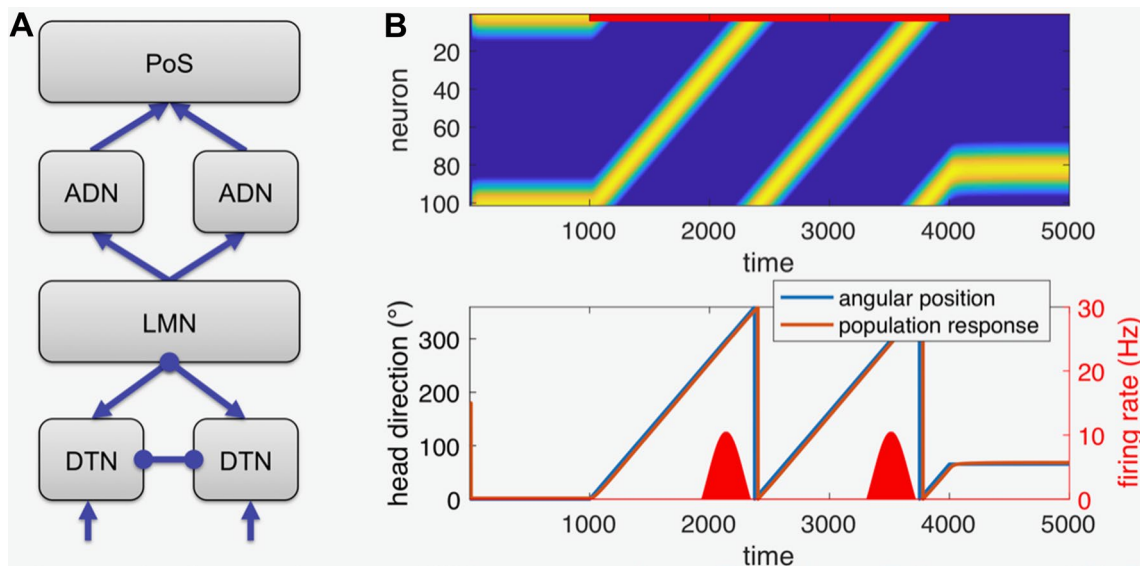 A
PoS
ADN ADN
LMN
DTN DTN
B
neuron
20
40
60
80
100
1000 2000 3000 4000 5000
time
head direction (°)
300
200
100
0
angular position
population response
30
20
10
0
firing rate (Hz)
1000 2000 3000 4000 5000
time